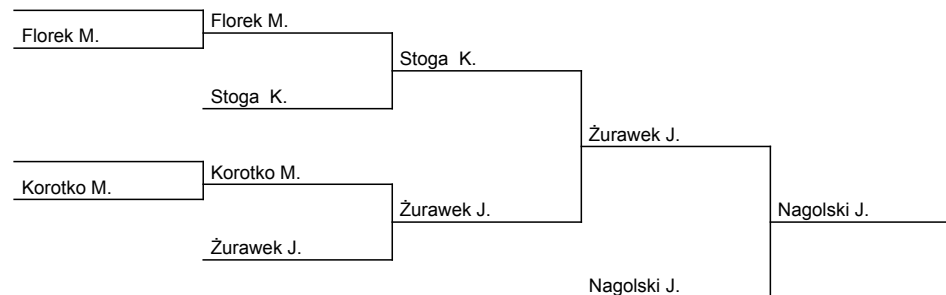 Florek M.
Florek M.
Stoga K.
Stoga K.
Żurawek J.
Korotko M.
Korotko M.
Żurawek J.
Nagolski J.
Żurawek J.
Nagolski J.